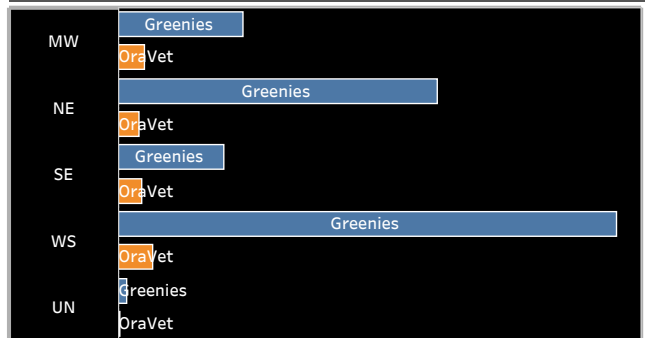 MW
Greenies
OraVet
NE
Greenies
OraVet
SE
Greenies
OraVet
WS
Greenies
OraVet
UN
Greenies
OraVet